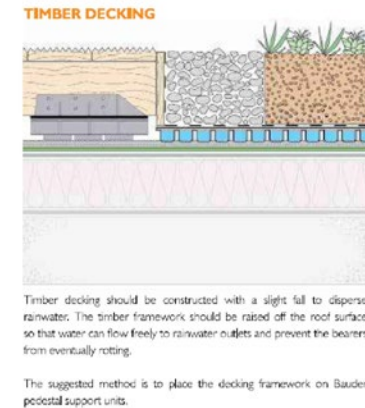 TIMBER DECKING
Timber decking should be constructed with a slight fall to disperse
rainwater. The timber framework should be raised off the roof surface
so that water can flow freely to rainwater outlets and prevent the bearers
from eventually rotting.
The suggested method is to place the decking framework on Bauder
pedestal support units.